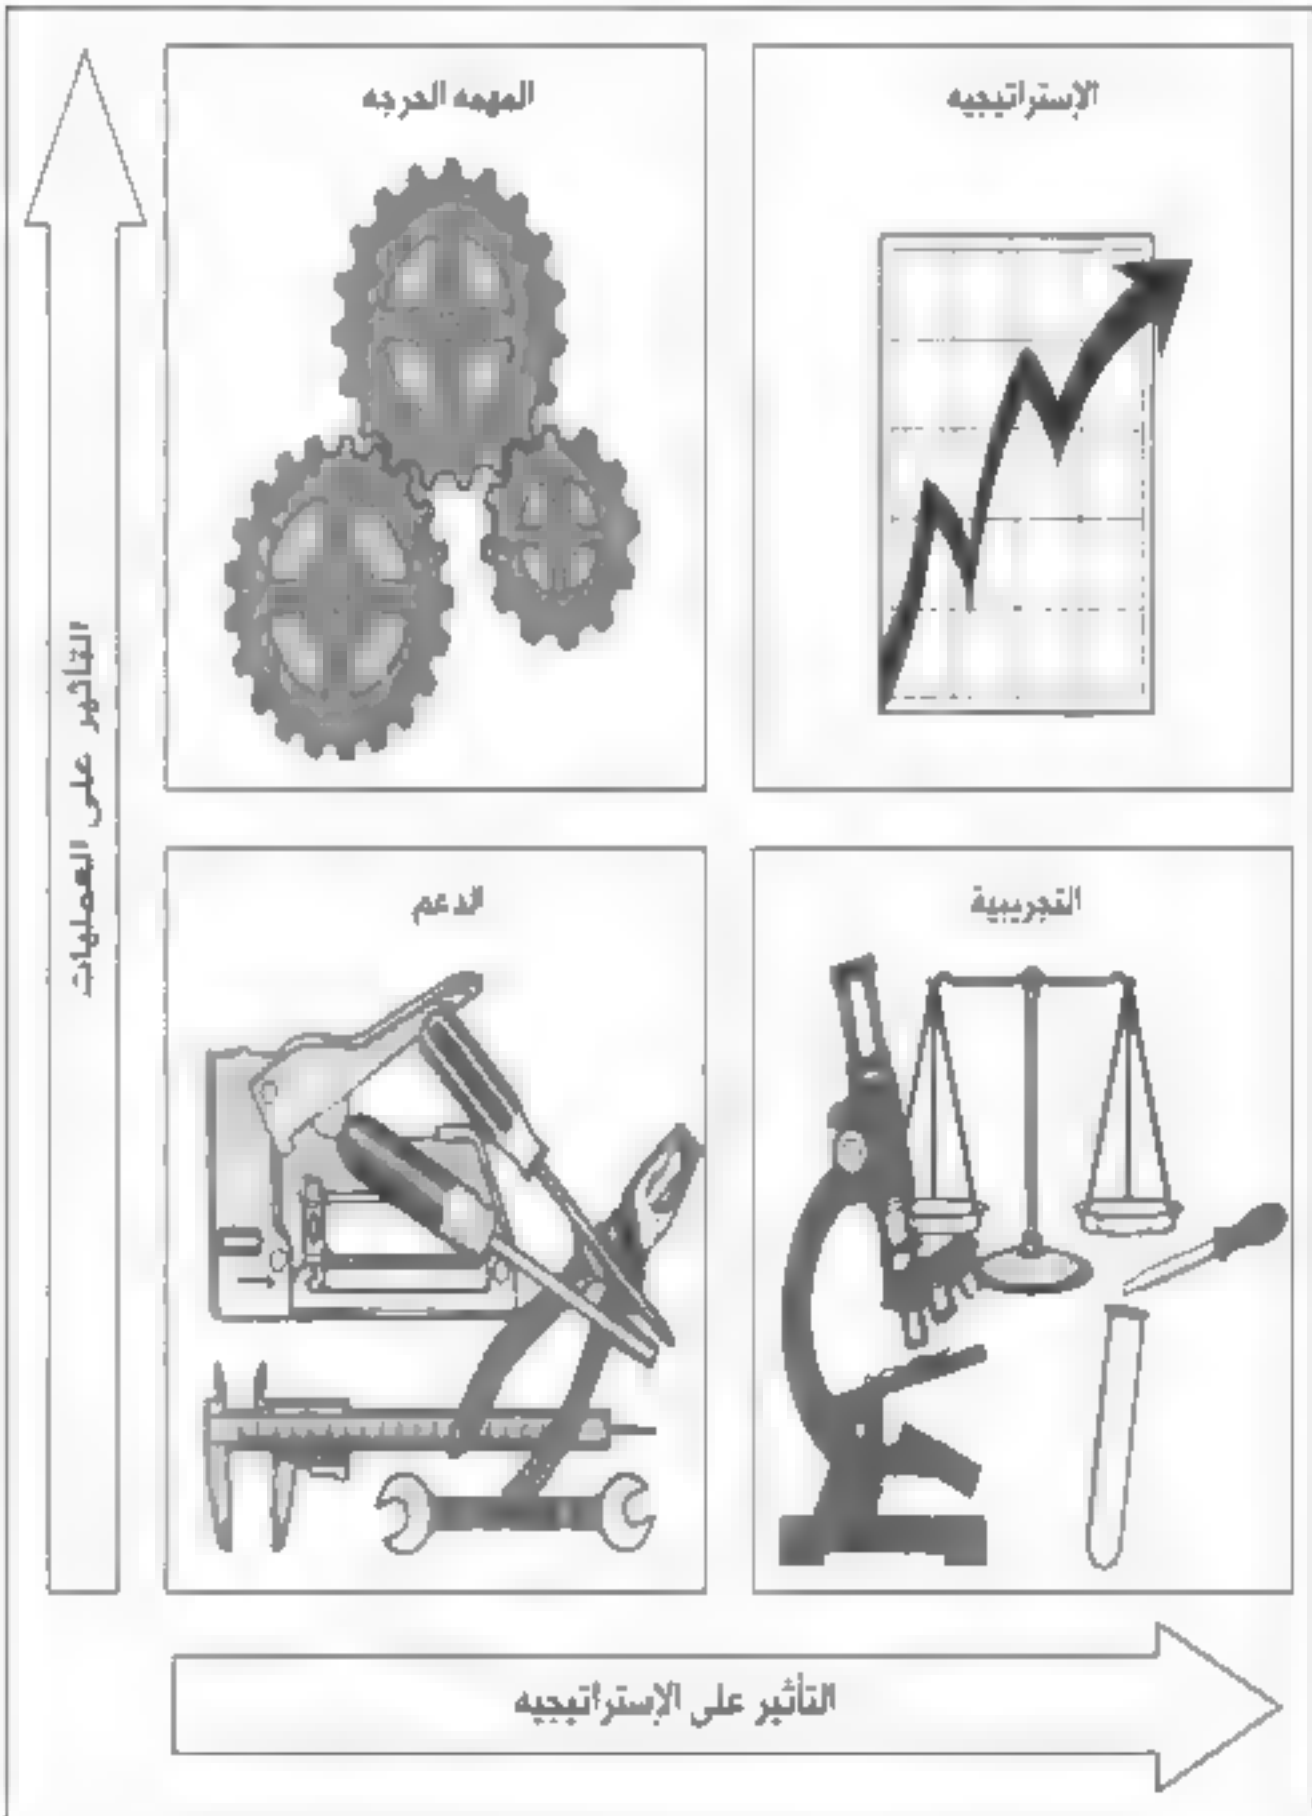 الإستراتيجيه
المهمه الحرجه
التجريبية
الدعم
التأثير على العمليات
التأثير على الإستراتيجيه